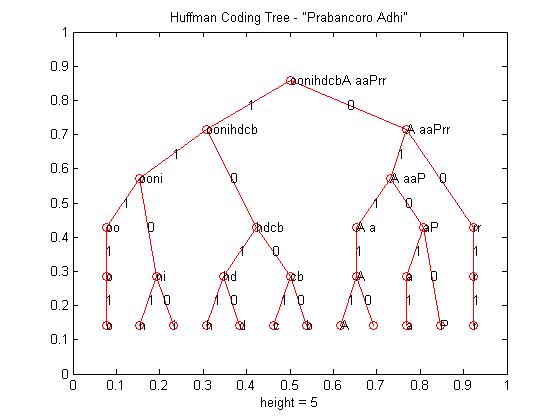 Huffman Coding Tree - "Prabancoro Adhi"
1
0.9
oonihdcbA aaPrr
0.8
1 0
0.7
oonihdcb A aaPrr
1 0 1 0
0.6
ooni A aaP
0.5
1 0 1 0
0.4
oo hdcb A a aP rr
1 1 0 1 1 0 1
0.3
o ni hd cb A a r
0.2
1 1 0 1 0 1 0 1 0 1 1
0.1
o n i h d c b A a P r
0
0 0.1 0.2 0.3 0.4 0.5 0.6 0.7 0.8 0.9 1
height = 5